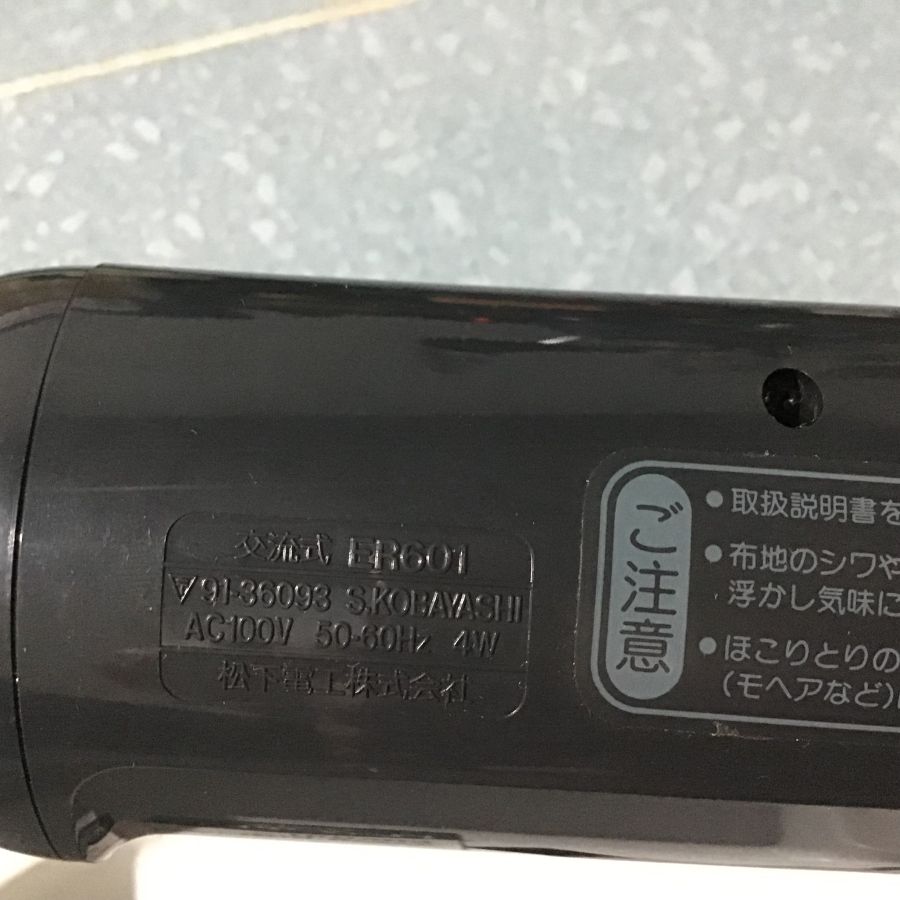 交流式 ER601
91-36093 S.KOBAYASHI
AC100V 50-60Hz 4W
松下電工株式会社
ご注意
● 取扱説明書を
● 布地のシワや
浮かし気味に
● ほこりとりの
(モヘアなど)